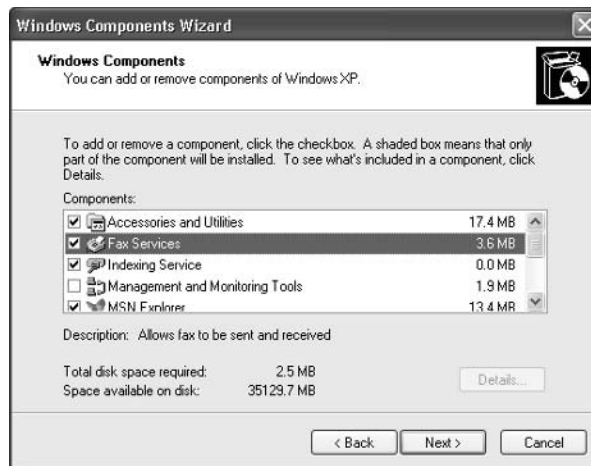 Windows Components Wizard
Windows Components
You can add or remove components of Windows XP.
To add or remove a component, click the checkbox. A shaded box means that only
part of the component will be installed. To see what's included in a component, click
Details.
Components:
Accessories and Utilities 17.4 MB
Fax Services 3.6 MB
Indexing Service 0.0 MB
Management and Monitoring Tools 1.9 MB
MSN Explorer 13.4 MB
Description: Allows fax to be sent and received
Total disk space required: 2.5 MB
Space available on disk: 35129.7 MB
Details...
< Back Next > Cancel